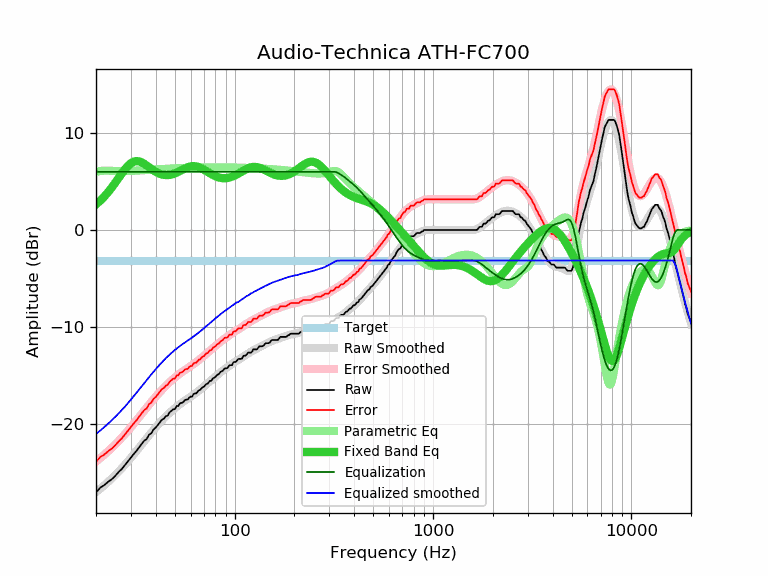 Audio-Technica ATH-FC700
Amplitude (dBr)
10
0
−10
−20
Target
Raw Smoothed
Error Smoothed
Raw
Error
Parametric Eq
Fixed Band Eq
Equalization
Equalized smoothed
100
1000
10000
Frequency (Hz)